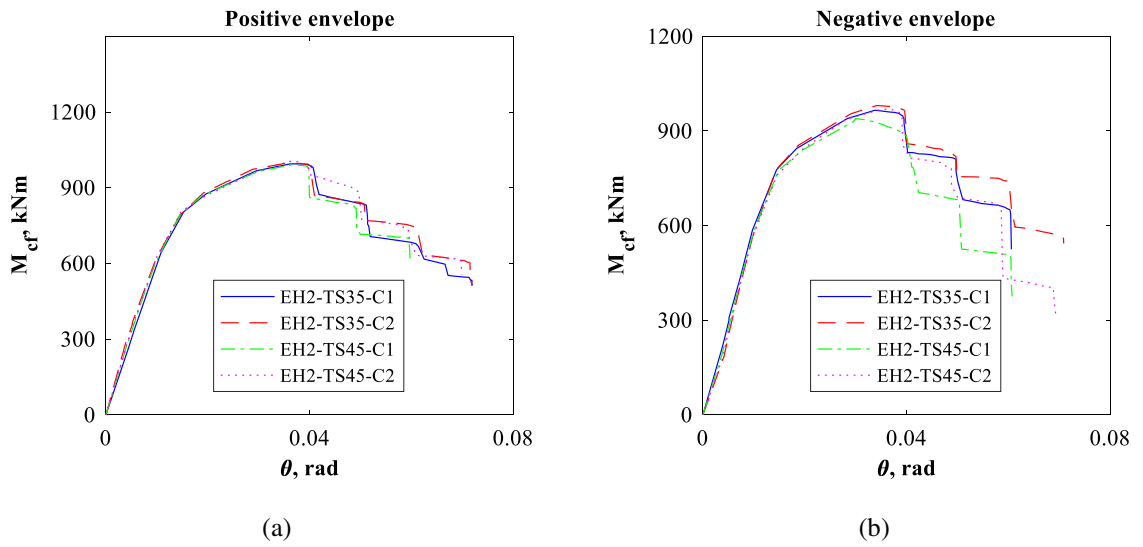 Positive envelope
1200
900
600
300
0
0
0.04
0.08
M_cf, kNm
θ, rad
EH2-TS35-C1
EH2-TS35-C2
EH2-TS45-C1
EH2-TS45-C2
(a)
Negative envelope
1200
900
600
300
0
0
0.04
0.08
M_cf, kNm
θ, rad
EH2-TS35-C1
EH2-TS35-C2
EH2-TS45-C1
EH2-TS45-C2
(b)